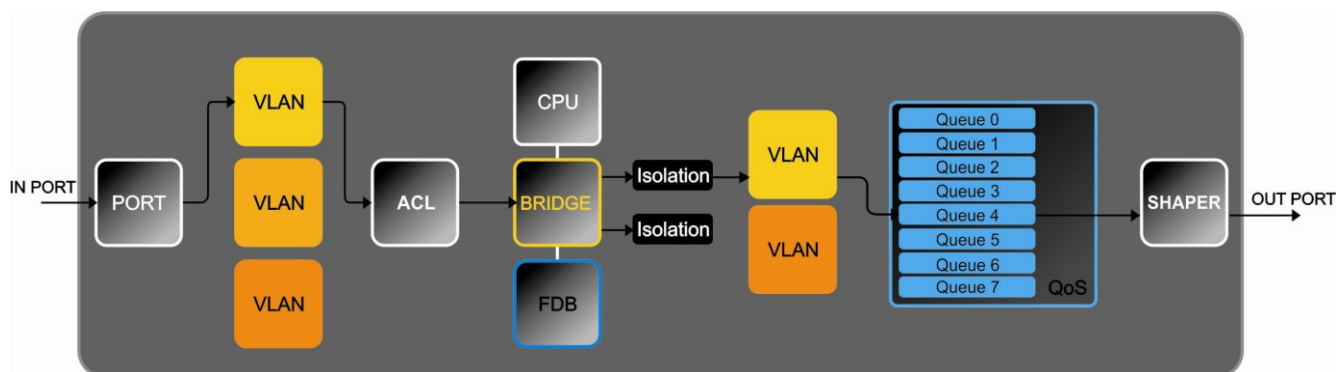 IN PORT
PORT
VLAN
VLAN
VLAN
ACL
CPU
BRIDGE
FDB
Isolation
Isolation
VLAN
VLAN
Queue 0
Queue 1
Queue 2
Queue 3
Queue 4
Queue 5
Queue 6
Queue 7
QoS
SHAPER
OUT PORT